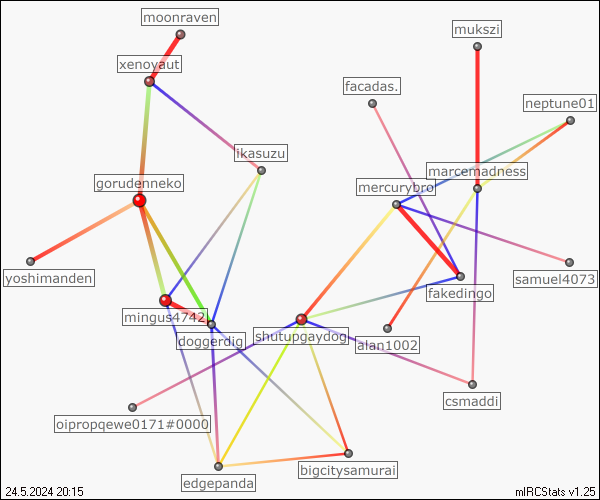 moonraven
mukszi
xenoyaut
facadas.
neptune01
ikasuzu
marcemadness
gorudenneko
mercurybro
yoshimanden
samuel4073
fakedingo
mingus4742
doggerdig
shutupgaydog
alan1002
csmaddi
oipropqewe0171#0000
bigcitysamurai
edgepanda
24.5.2024 20:15
mIRCStats v1.25